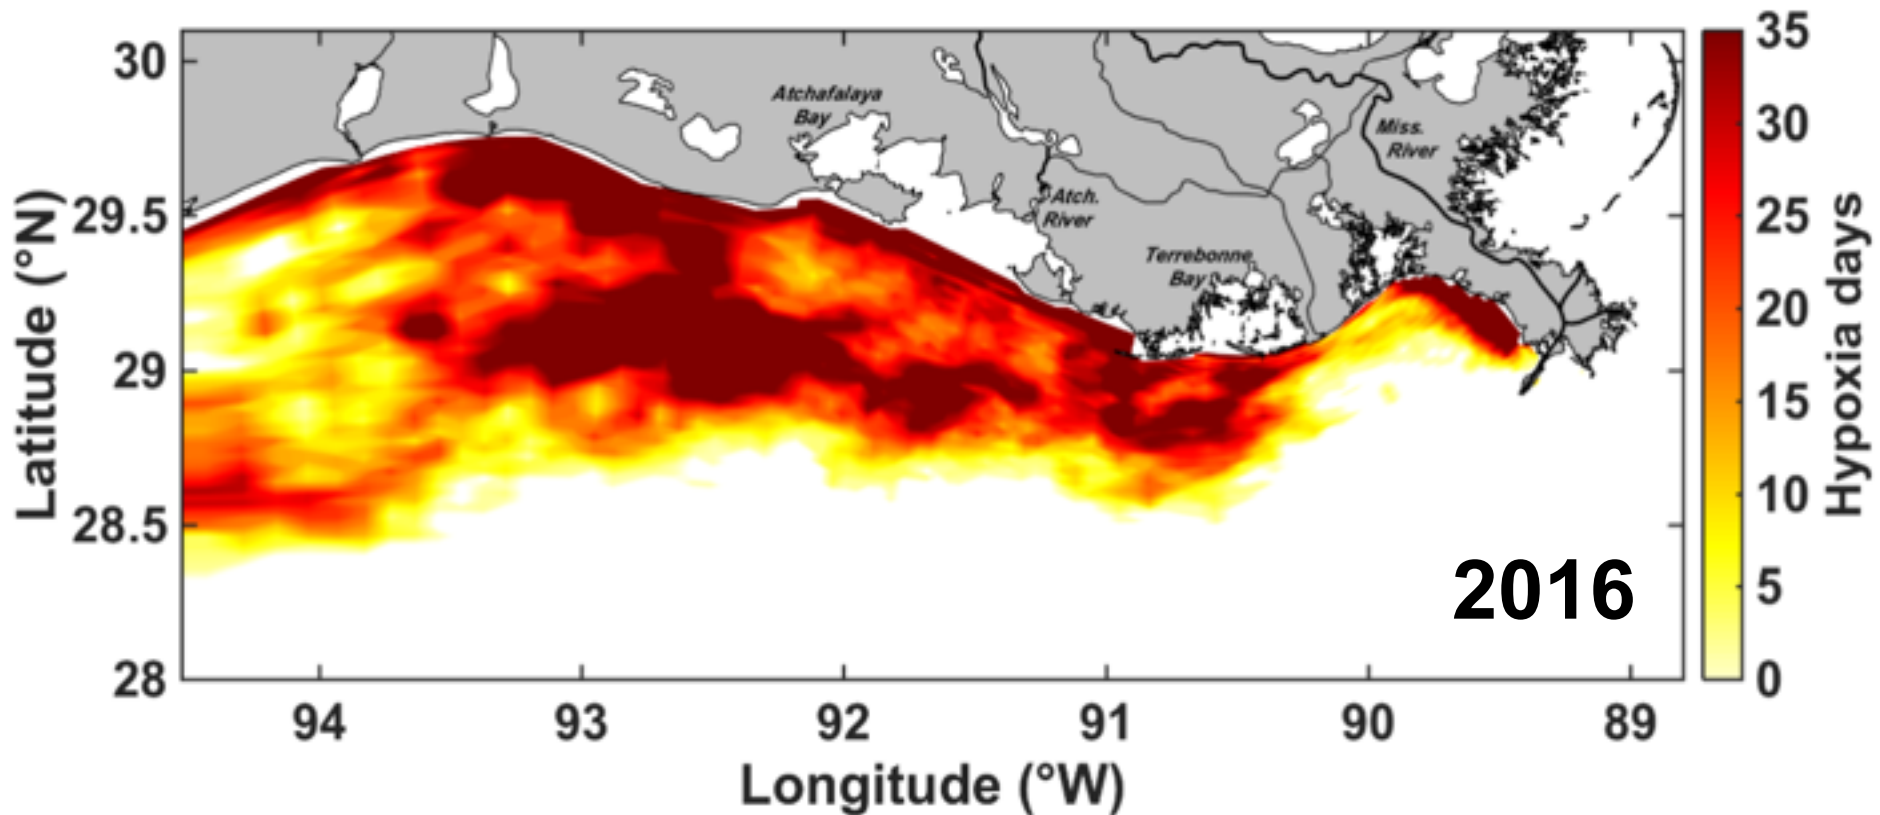 30
29.5
29
28.5
28
Latitude (°N)
94
93
92
91
90
89
Longitude (°W)
Atchafalaya
Bay
Atch.
River
Terrebonne
Bay
Miss.
River
2016
35
30
25
20
15
10
5
0
Hypoxia days